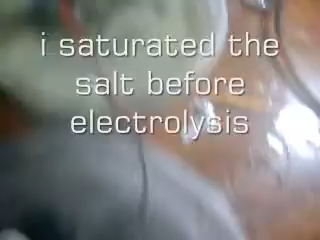 i saturated the
salt before
electrolysis